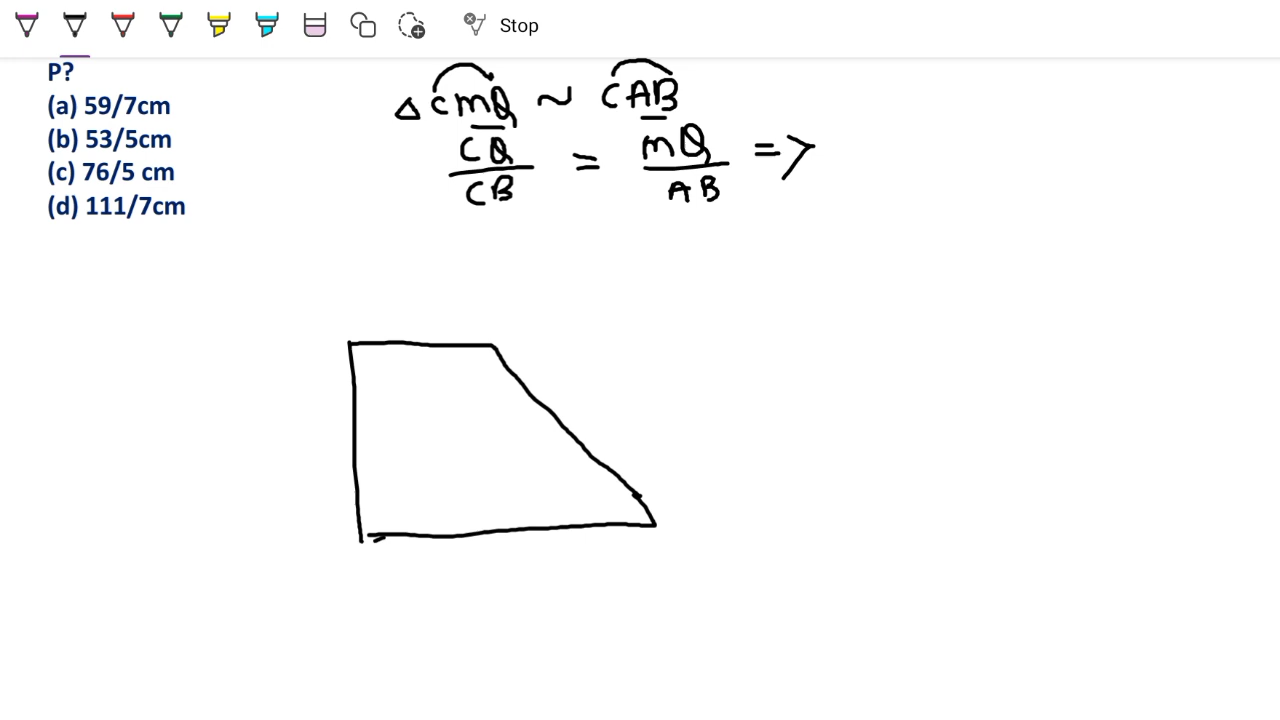 Stop
P?
(a) 59/7cm
(b) 53/5cm
(c) 76/5 cm
(d) 111/7cm
Δ CMQ ~ CAB
CQ/CB = MQ/AB =>